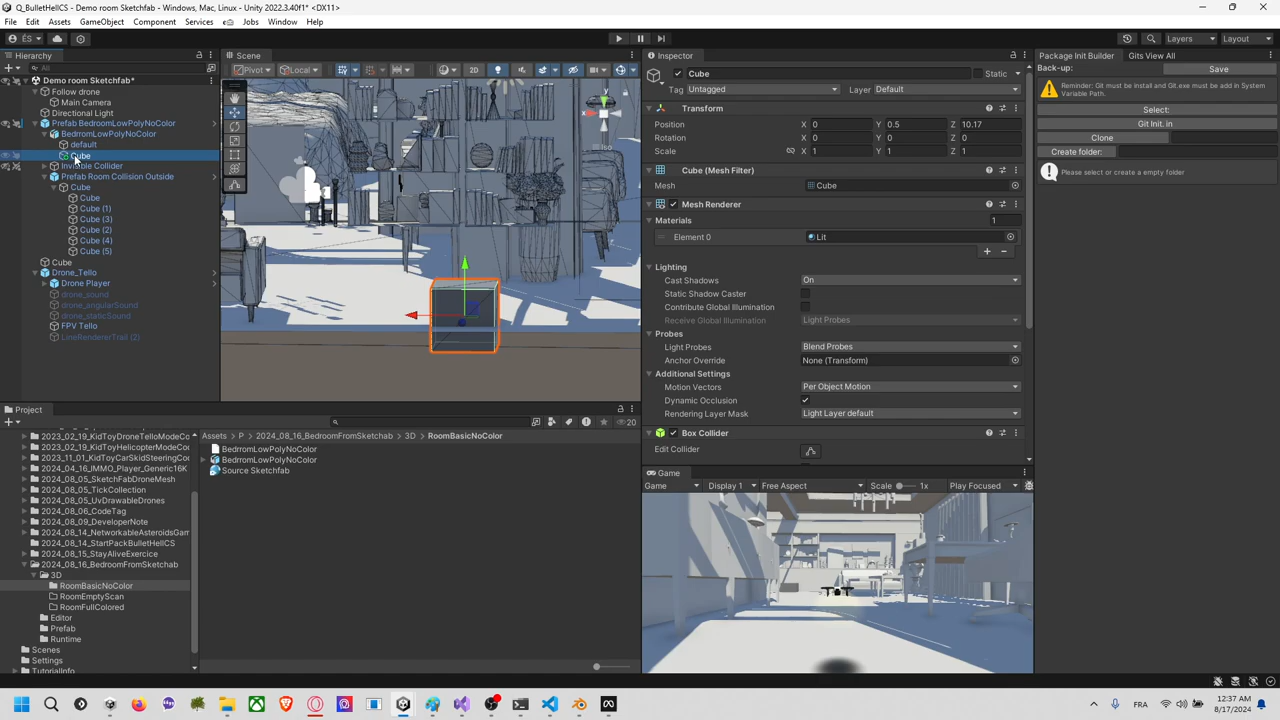 Q_BulletHellCS - Demo room Sketchfab - Windows, Mac, Linux - Unity 2022.3.40f1* <DX11>
File Edit Assets GameObject Component Services Jobs Window Help
ÉS
Layers
Layout
Hierarchy
All
Demo room Sketchfab*
Follow drone
Main Camera
Directional Light
Prefab BedrromLowPolyNoColor
BedrromLowPolyNoColor
default
Cube
Invisible Collider
Prefab Room Collision Outside
Cube
Cube
Cube (1)
Cube (3)
Cube (2)
Cube (4)
Cube (5)
Cube
Drone_Tello
Drone Player
drone_sound
drone_angularSound
drone_staticSound
FPV Tello
LineRendererTrail (2)
Scene
Pivot Local 2D
y
Iso
Inspector
Cube Static
Tag Untagged Layer Default
Transform
Position X 0 Y 0.5 Z 10.17
Rotation X 0 Y 0 Z 0
Scale X 1 Y 1 Z 1
Cube (Mesh Filter)
Mesh Cube
Mesh Renderer
Materials 1
Element 0 Lit
Lighting
Cast Shadows On
Static Shadow Caster
Contribute Global Illumination
Receive Global Illumination Light Probes
Probes
Light Probes Blend Probes
Anchor Override None (Transform)
Additional Settings
Motion Vectors Per Object Motion
Dynamic Occlusion
Rendering Layer Mask Light Layer default
Box Collider
Edit Collider
Game
Game Display 1 Free Aspect Scale 1x Play Focused
Package Init Builder Gits View All
Back-up: Save
Reminder: Git must be install and Git.exe must be add in System Variable Path.
Select:
Git Init. in
Clone
Create folder:
Please select or create a empty folder
Project
20
2023_02_19_KidToyDroneTelloModeCo
2023_02_19_KidToyHelicopterModeCor
2023_11_01_KidToyCarSkidSteeringCo
2024_04_16_IMMO_Player_Generic16K
2024_08_05_SketchFabDroneMesh
2024_08_05_TickCollection
2024_08_05_UvDrawableDrones
2024_08_06_CodeTag
2024_08_09_DeveloperNote
2024_08_14_NetworkableAsteroidsGam
2024_08_14_StartPackBulletHellCS
2024_08_15_StayAliveExercice
2024_08_16_BedroomFromSketchab
3D
RoomBasicNoColor
RoomEmptyScan
RoomFullColored
Editor
Prefab
Runtime
Scenes
Settings
TutorialInfo
Assets P 2024_08_16_BedroomFromSketchab 3D RoomBasicNoColor
BedrromLowPolyNoColor
BedrromLowPolyNoColor
Source Sketchfab
FRA
12:37 AM
8/17/2024